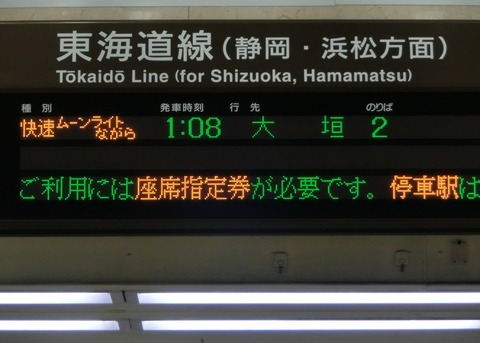 東海道線(静岡・浜松方面)
Tōkaidō Line (for Shizuoka, Hamamatsu)
種別 発車時刻 行先 のりば
快速ムーンライトながら 1:08 大垣 2
ご利用には座席指定券が必要です。停車駅は